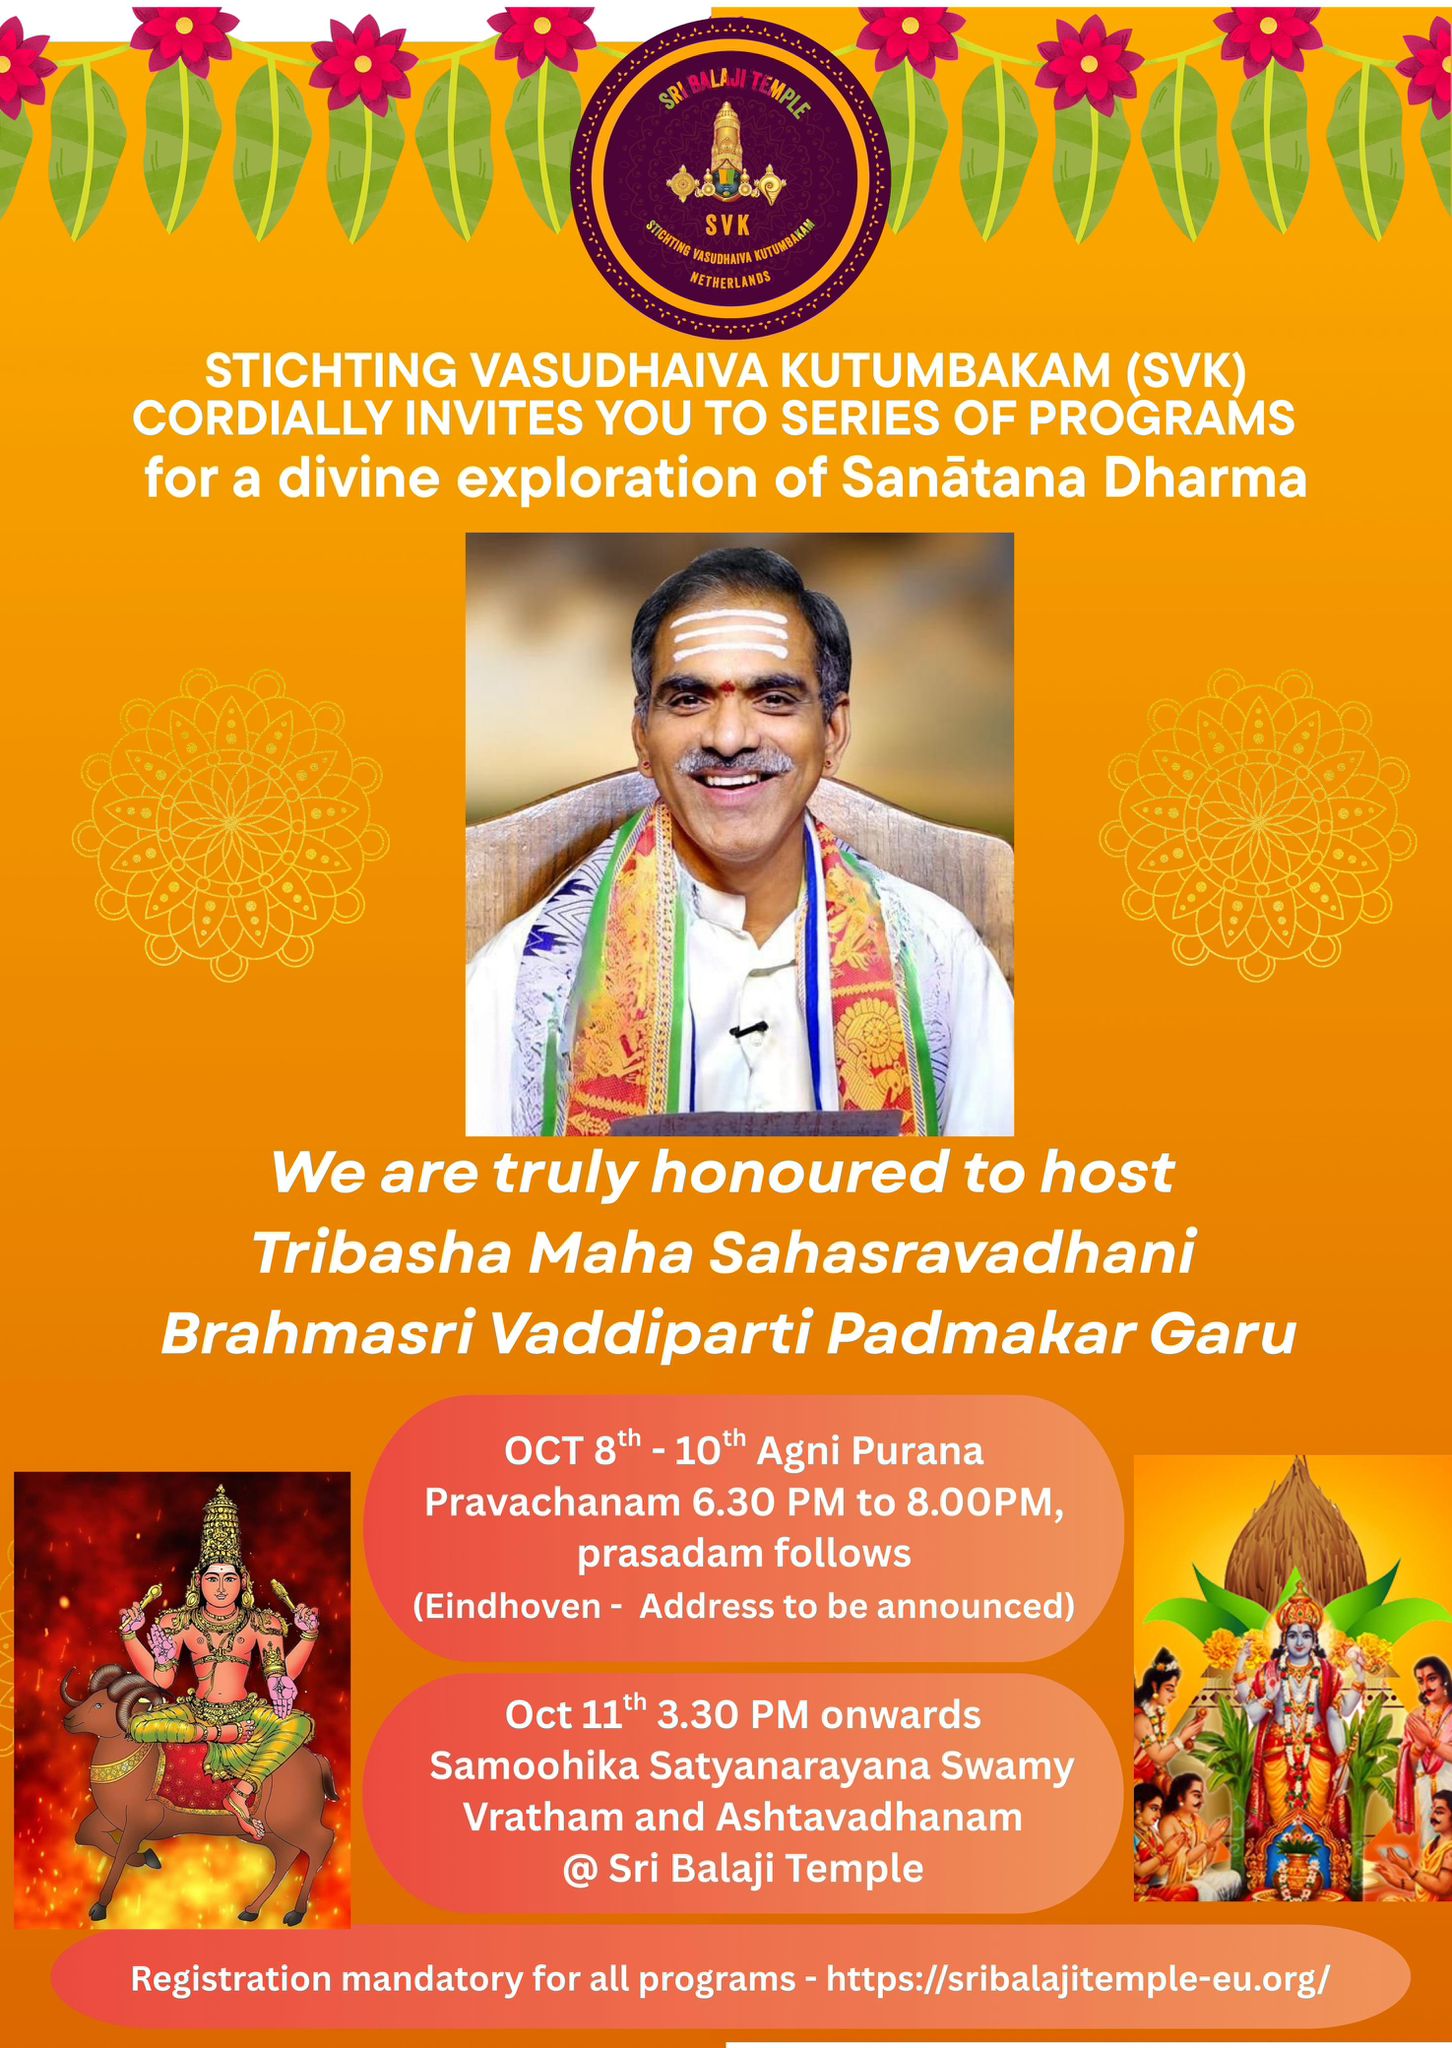 SRI BALAJI TEMPLE
SVK
STICHTING VASUDHAIVA KUTUMBAKAM
NETHERLANDS
STICHTING VASUDHAIVA KUTUMBAKAM (SVK)
CORDIALLY INVITES YOU TO SERIES OF PROGRAMS
for a divine exploration of Sanātana Dharma
We are truly honoured to host
Tribasha Maha Sahasravadhani
Brahmasri Vaddiparti Padmakar Garu
OCT 8th - 10th Agni Purana
Pravachanam 6.30 PM to 8.00PM,
prasadam follows
(Eindhoven - Address to be announced)
Oct 11th 3.30 PM onwards
Samoohika Satyanarayana Swamy
Vratham and Ashtavadhanam
@ Sri Balaji Temple
Registration mandatory for all programs - https://sribalajitemple-eu.org/